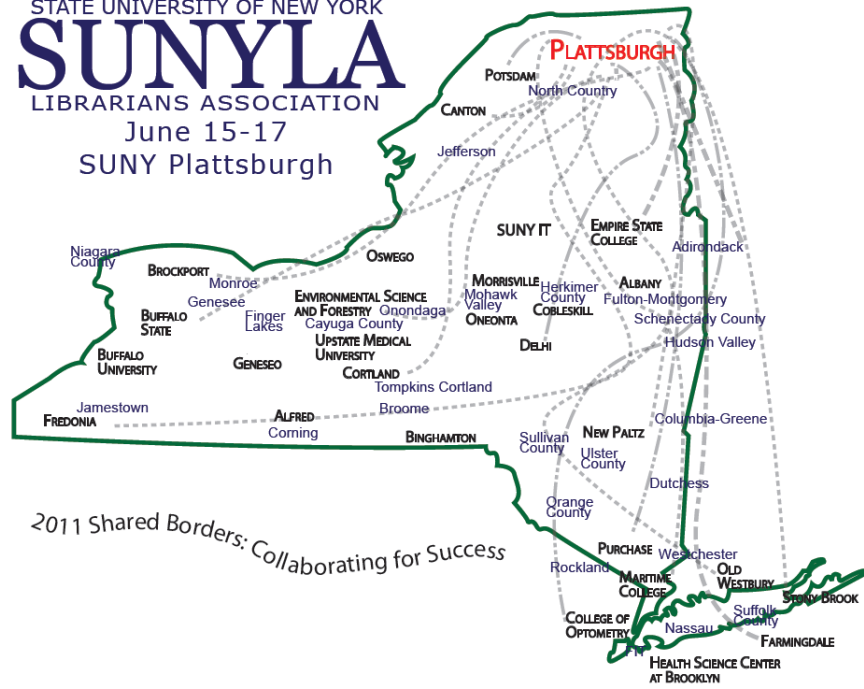 STATE UNIVERSITY OF NEW YORK
SUNYLA
LIBRARIANS ASSOCIATION
June 15-17
SUNY Plattsburgh
PLATTSBURGH
POTSDAM
North Country
CANTON
Jefferson
SUNY IT
EMPIRE STATE
COLLEGE
Adirondack
Niagara
County
BROCKPORT
OSWEGO
Monroe
Genesee
BUFFALO
STATE
Finger
Lakes
ENVIRONMENTAL SCIENCE
AND FORESTRY
Onondaga
Cayuga County
UPSTATE MEDICAL
UNIVERSITY
MORRISVILLE
Mohawk
Valley
ONEONTA
Herkimer
County
COBLESKILL
ALBANY
Fulton-Montgomery
Schenectady County
DELHI
Hudson Valley
BUFFALO
UNIVERSITY
GENESEO
CORTLAND
Tompkins Cortland
Jamestown
FREDONIA
ALFRED
Corning
Broome
BINGHAMTON
Columbia-Greene
Sullivan
County
NEW PALTZ
Ulster
County
Dutchess
Orange
County
2011 Shared Borders: Collaborating for Success
PURCHASE
Westchester
Rockland
MARITIME
COLLEGE
OLD
WESTBURY
STONY BROOK
COLLEGE OF
OPTOMETRY
Nassau
Suffolk
County
FARMINGDALE
FIT
HEALTH SCIENCE CENTER
AT BROOKLYN